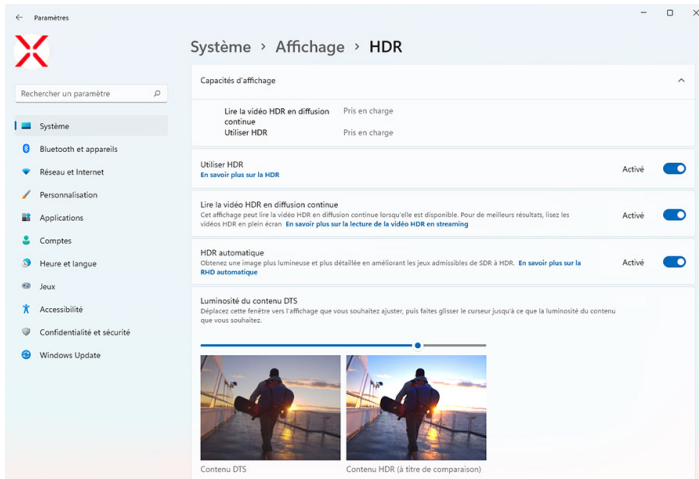 ← Paramètres
Système > Affichage > HDR
Rechercher un paramètre
Système
Bluetooth et appareils
Réseau et Internet
Personnalisation
Applications
Comptes
Heure et langue
Jeux
Accessibilité
Confidentialité et sécurité
Windows Update
Capacités d'affichage
Lire la vidéo HDR en diffusion continue Pris en charge
Utiliser HDR Pris en charge
Utiliser HDR
En savoir plus sur la HDR
Activé
Lire la vidéo HDR en diffusion continue
Cet affichage peut lire la vidéo HDR en diffusion continue lorsqu'elle est disponible. Pour de meilleurs résultats, lisez les
vidéos HDR en plein écran En savoir plus sur la lecture de la vidéo HDR en streaming
Activé
HDR automatique
Obtenez une image plus lumineuse et plus détaillée en améliorant les jeux admissibles de SDR à HDR. En savoir plus sur la
RHD automatique
Activé
Luminosité du contenu DTS
Déplacez cette fenêtre vers l'affichage que vous souhaitez ajuster, puis faites glisser le curseur jusqu'à ce que la luminosité du contenu
que vous souhaitez.
Contenu DTS
Contenu HDR (à titre de comparaison)